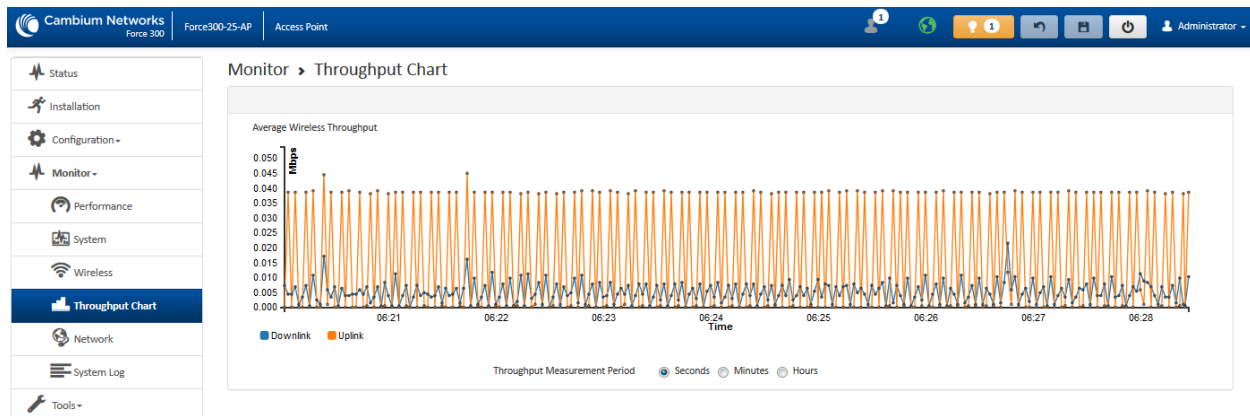 Cambium Networks
Force 300
Force300-25-AP
Access Point
1
1
Administrator
Status
Installation
Configuration
Monitor
Performance
System
Wireless
Throughput Chart
Network
System Log
Tools
Monitor > Throughput Chart
Average Wireless Throughput
Mbps
0.050
0.045
0.040
0.035
0.030
0.025
0.020
0.015
0.010
0.005
0.000
06:21 06:22 06:23 06:24 06:25 06:26 06:27 06:28
Time
Downlink Uplink
Throughput Measurement Period Seconds Minutes Hours